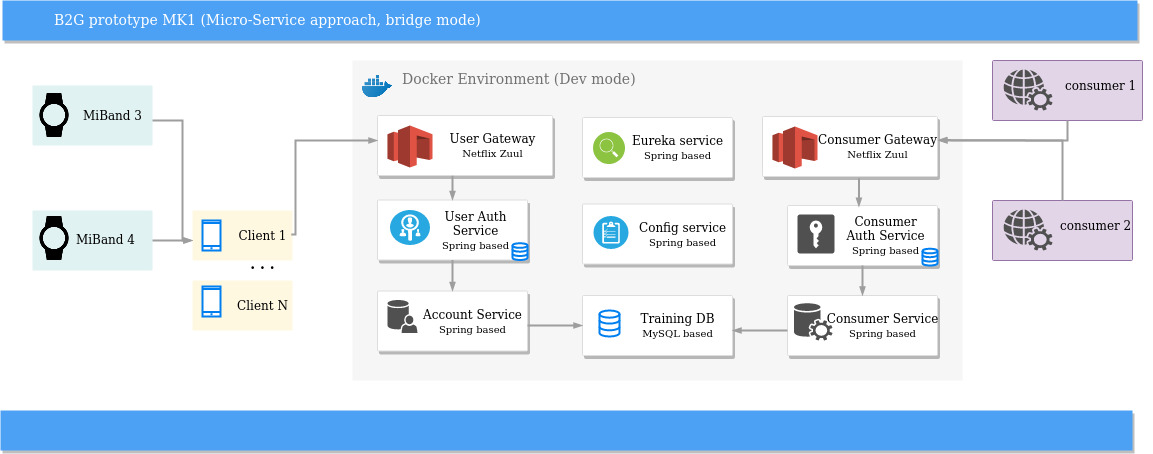 B2G prototype MK1 (Micro-Service approach, bridge mode)
Docker Environment (Dev mode)
MiBand 3
MiBand 4
Client 1
...
Client N
User Gateway
Netflix Zuul
User Auth
Service
Spring based
Account Service
Spring based
Eureka service
Spring based
Config service
Spring based
Training DB
MySQL based
Consumer Gateway
Netflix Zuul
Consumer
Auth Service
Spring based
Consumer Service
Spring based
consumer 1
consumer 2